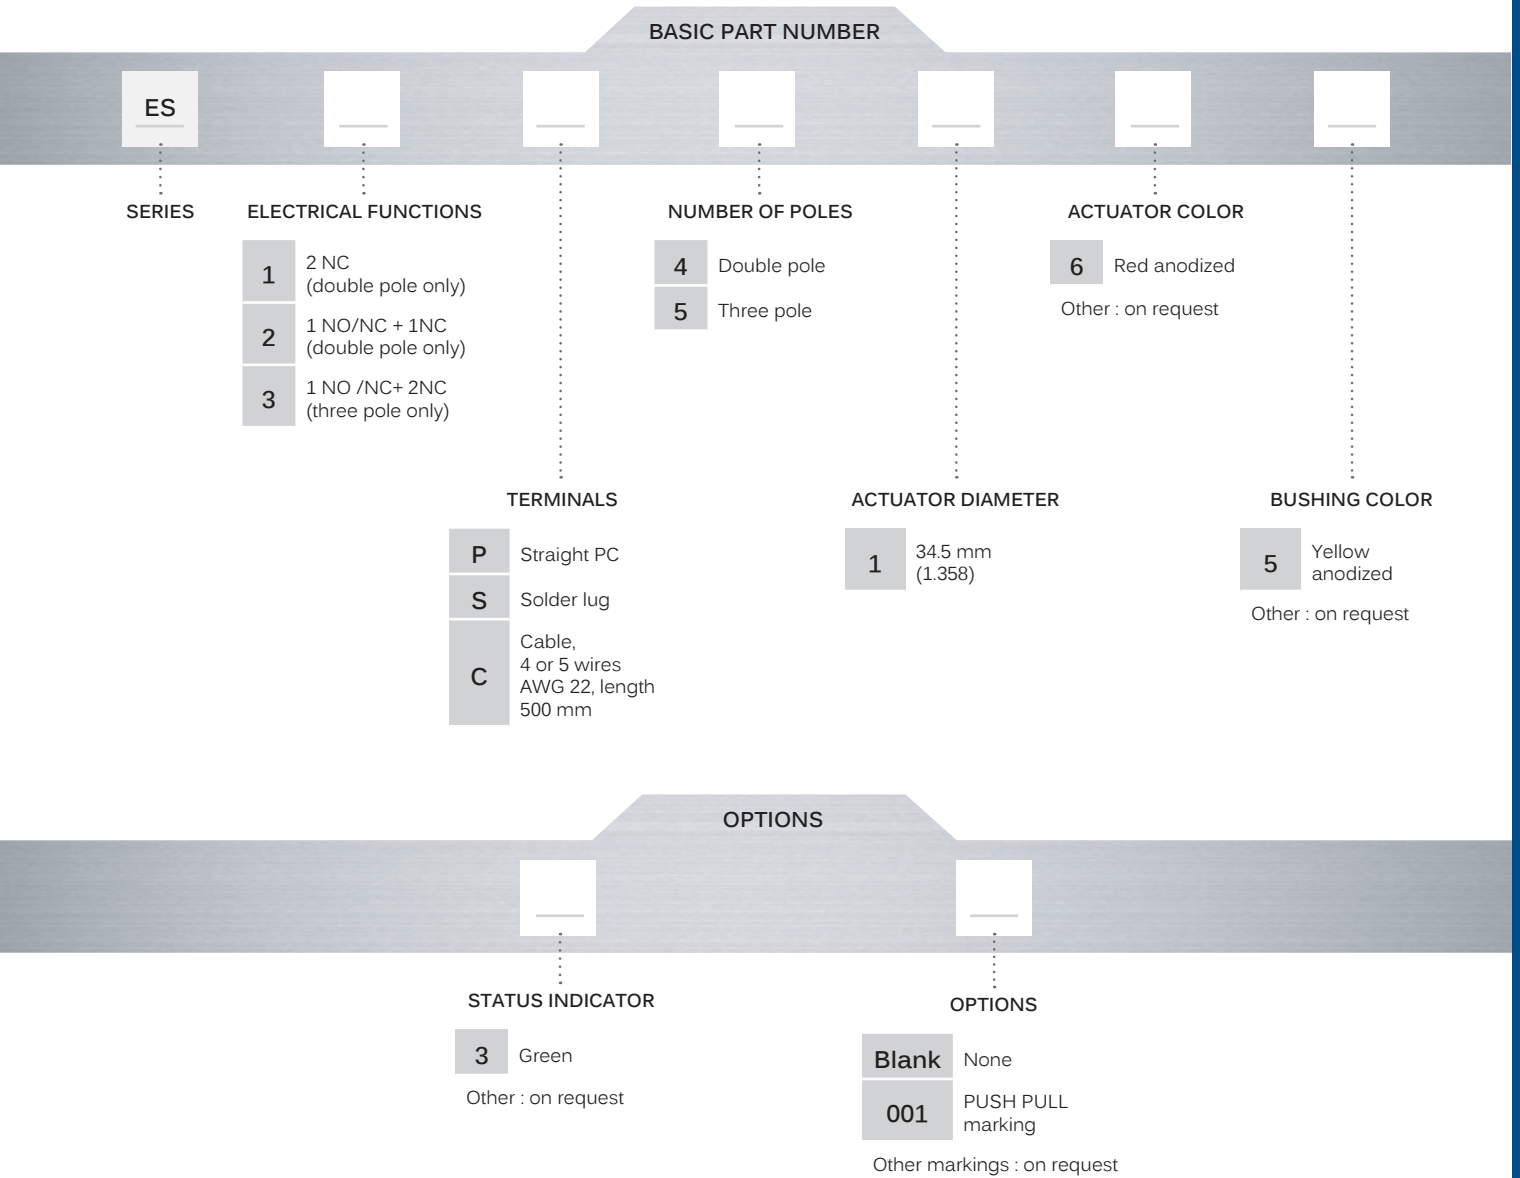 BASIC PART NUMBER
ES
SERIES
ELECTRICAL FUNCTIONS
1
2 NC
(double pole only)
2
1 NO/NC + 1NC
(double pole only)
3
1 NO /NC+ 2NC
(three pole only)
NUMBER OF POLES
4
Double pole
5
Three pole
ACTUATOR COLOR
6
Red anodized
Other : on request
TERMINALS
P
Straight PC
S
Solder lug
C
Cable,
4 or 5 wires
AWG 22, length
500 mm
ACTUATOR DIAMETER
1
34.5 mm
(1.358)
BUSHING COLOR
5
Yellow
anodized
Other : on request
OPTIONS
STATUS INDICATOR
3
Green
Other : on request
OPTIONS
Blank
None
001
PUSH PULL
marking
Other markings : on request